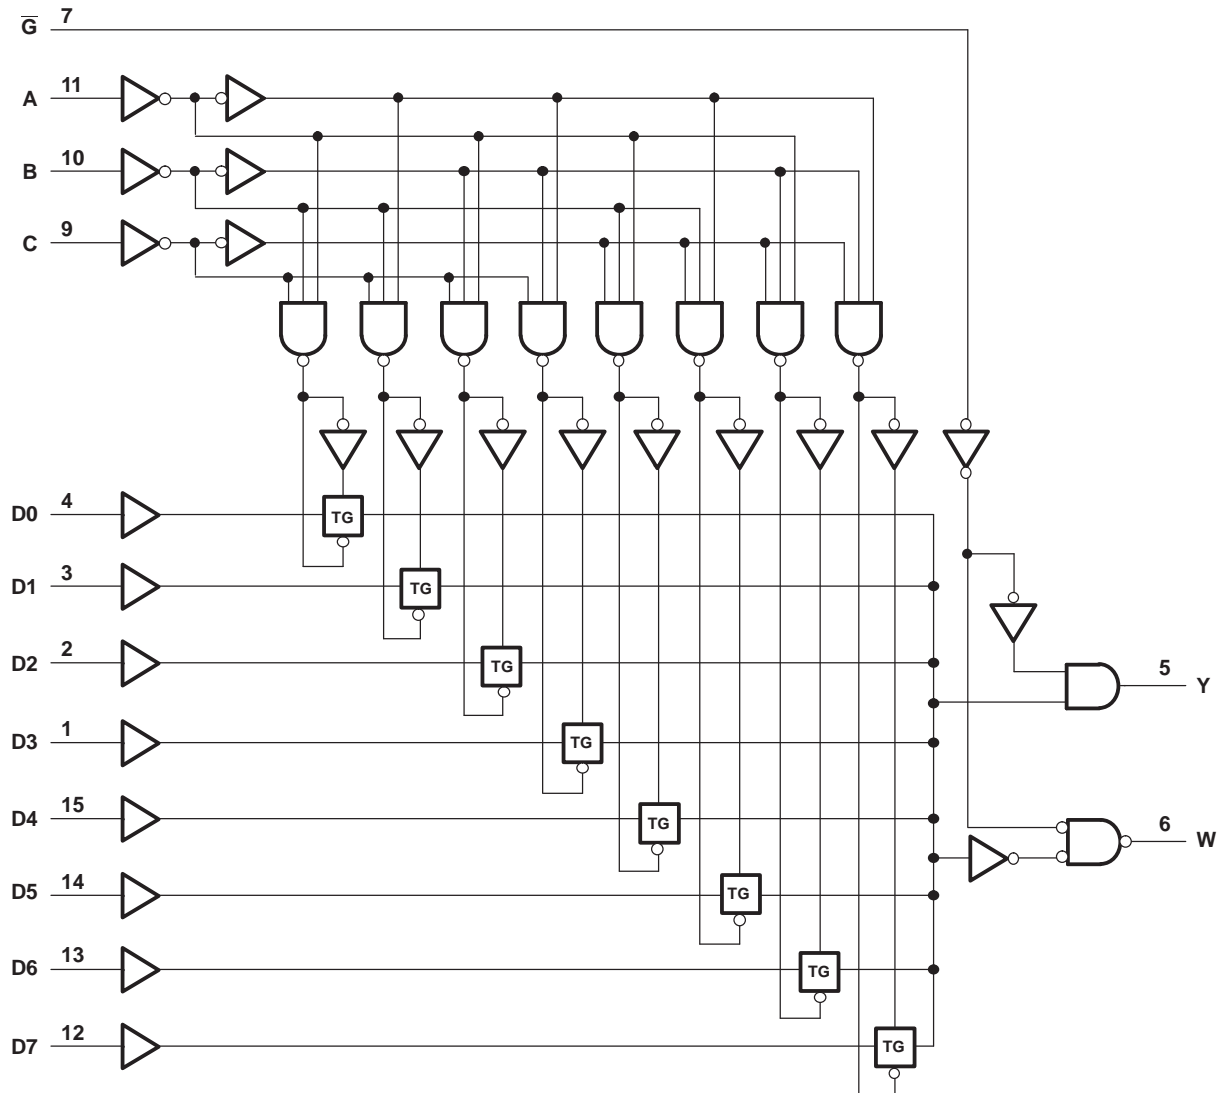 G̅ 7
A 11
B 10
C 9
D0 4
TG
D1 3
TG
D2 2
TG
5 Y
D3 1
TG
D4 15
TG
6 W
D5 14
TG
D6 13
TG
D7 12
TG